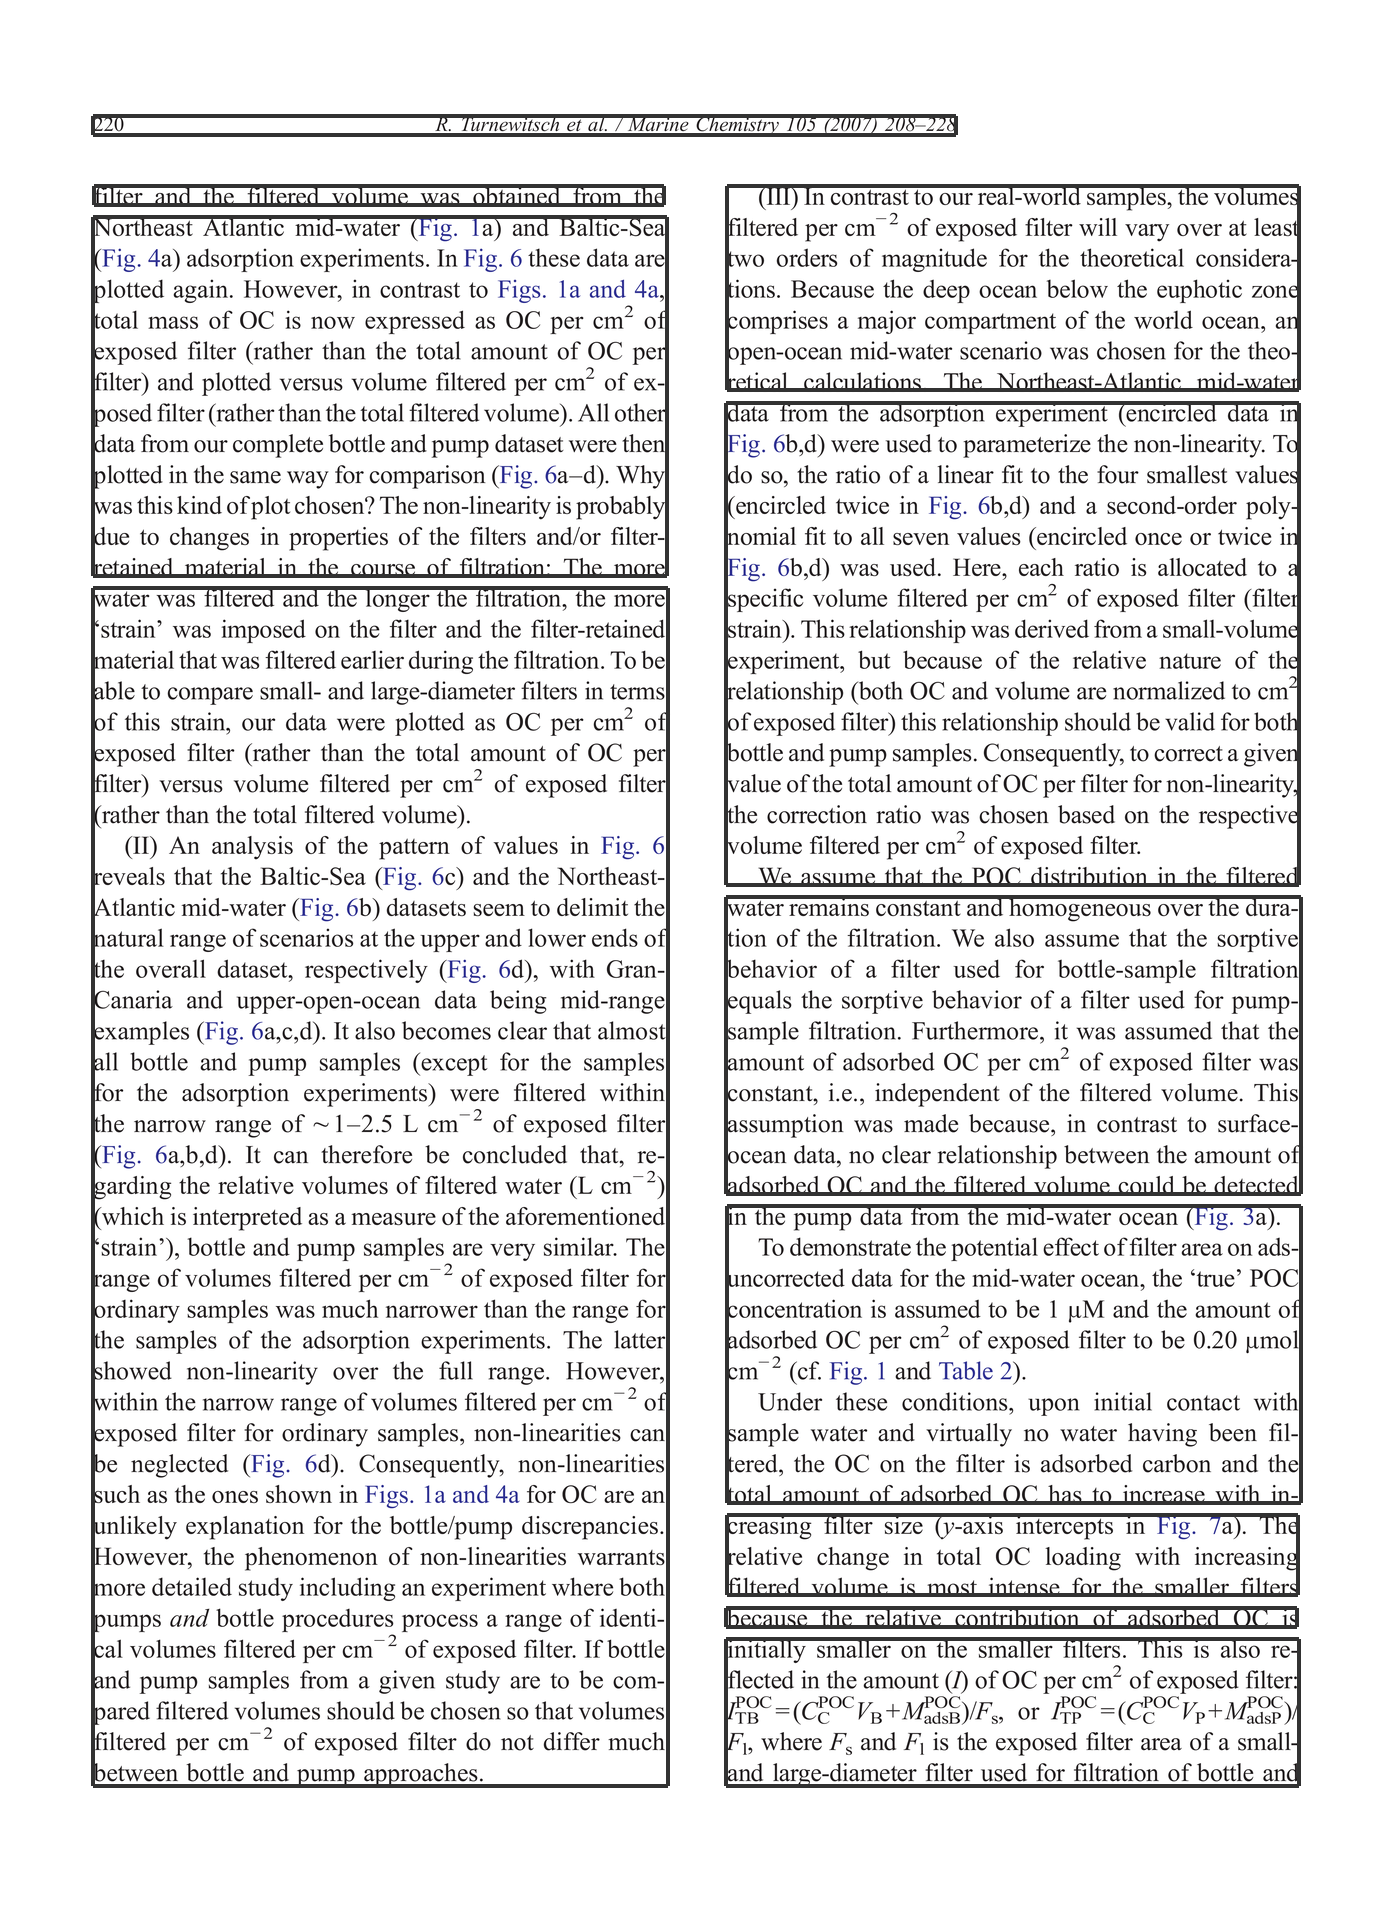 220 R. Turnewitsch et al. / Marine Chemistry 105 (2007) 208–228
filter and the filtered volume was obtained from the
Northeast Atlantic mid-water (Fig. 1a) and Baltic-Sea
(Fig. 4a) adsorption experiments. In Fig. 6 these data are
plotted again. However, in contrast to Figs. 1a and 4a,
total mass of OC is now expressed as OC per cm² of
exposed filter (rather than the total amount of OC per
filter) and plotted versus volume filtered per cm² of ex-
posed filter (rather than the total filtered volume). All other
data from our complete bottle and pump dataset were then
plotted in the same way for comparison (Fig. 6a–d). Why
was this kind of plot chosen? The non-linearity is probably
due to changes in properties of the filters and/or filter-
retained material in the course of filtration: The more
water was filtered and the longer the filtration, the more
‘strain’ was imposed on the filter and the filter-retained
material that was filtered earlier during the filtration. To be
able to compare small- and large-diameter filters in terms
of this strain, our data were plotted as OC per cm² of
exposed filter (rather than the total amount of OC per
filter) versus volume filtered per cm² of exposed filter
(rather than the total filtered volume).
(II) An analysis of the pattern of values in Fig. 6
reveals that the Baltic-Sea (Fig. 6c) and the Northeast-
Atlantic mid-water (Fig. 6b) datasets seem to delimit the
natural range of scenarios at the upper and lower ends of
the overall dataset, respectively (Fig. 6d), with Gran-
Canaria and upper-open-ocean data being mid-range
examples (Fig. 6a,c,d). It also becomes clear that almost
all bottle and pump samples (except for the samples
for the adsorption experiments) were filtered within
the narrow range of ~1–2.5 L cm⁻² of exposed filter
(Fig. 6a,b,d). It can therefore be concluded that, re-
garding the relative volumes of filtered water (L cm⁻²)
(which is interpreted as a measure of the aforementioned
‘strain’), bottle and pump samples are very similar. The
range of volumes filtered per cm⁻² of exposed filter for
ordinary samples was much narrower than the range for
the samples of the adsorption experiments. The latter
showed non-linearity over the full range. However,
within the narrow range of volumes filtered per cm⁻² of
exposed filter for ordinary samples, non-linearities can
be neglected (Fig. 6d). Consequently, non-linearities
such as the ones shown in Figs. 1a and 4a for OC are an
unlikely explanation for the bottle/pump discrepancies.
However, the phenomenon of non-linearities warrants
more detailed study including an experiment where both
pumps and bottle procedures process a range of identi-
cal volumes filtered per cm⁻² of exposed filter. If bottle
and pump samples from a given study are to be com-
pared filtered volumes should be chosen so that volumes
filtered per cm⁻² of exposed filter do not differ much
between bottle and pump approaches.
(III) In contrast to our real-world samples, the volumes
filtered per cm⁻² of exposed filter will vary over at least
two orders of magnitude for the theoretical considera-
tions. Because the deep ocean below the euphotic zone
comprises a major compartment of the world ocean, an
open-ocean mid-water scenario was chosen for the theo-
retical calculations. The Northeast-Atlantic mid-water
data from the adsorption experiment (encircled data in
Fig. 6b,d) were used to parameterize the non-linearity. To
do so, the ratio of a linear fit to the four smallest values
(encircled twice in Fig. 6b,d) and a second-order poly-
nomial fit to all seven values (encircled once or twice in
Fig. 6b,d) was used. Here, each ratio is allocated to a
specific volume filtered per cm² of exposed filter (filter
strain). This relationship was derived from a small-volume
experiment, but because of the relative nature of the
relationship (both OC and volume are normalized to cm²
of exposed filter) this relationship should be valid for both
bottle and pump samples. Consequently, to correct a given
value of the total amount of OC per filter for non-linearity,
the correction ratio was chosen based on the respective
volume filtered per cm² of exposed filter.
We assume that the POC distribution in the filtered
water remains constant and homogeneous over the dura-
tion of the filtration. We also assume that the sorptive
behavior of a filter used for bottle-sample filtration
equals the sorptive behavior of a filter used for pump-
sample filtration. Furthermore, it was assumed that the
amount of adsorbed OC per cm² of exposed filter was
constant, i.e., independent of the filtered volume. This
assumption was made because, in contrast to surface-
ocean data, no clear relationship between the amount of
adsorbed OC and the filtered volume could be detected
in the pump data from the mid-water ocean (Fig. 3a).
To demonstrate the potential effect of filter area on ads-
uncorrected data for the mid-water ocean, the ‘true’ POC
concentration is assumed to be 1 μM and the amount of
adsorbed OC per cm² of exposed filter to be 0.20 μmol
cm⁻² (cf. Fig. 1 and Table 2).
Under these conditions, upon initial contact with
sample water and virtually no water having been fil-
tered, the OC on the filter is adsorbed carbon and the
total amount of adsorbed OC has to increase with in-
creasing filter size (y-axis intercepts in Fig. 7a). The
relative change in total OC loading with increasing
filtered volume is most intense for the smaller filters
because the relative contribution of adsorbed OC is
initially smaller on the smaller filters. This is also re-
flected in the amount (I) of OC per cm² of exposed filter:
I_TB^POC=(C_C^POC V_B+M_adsB^POC)/F_s, or I_TP^POC=(C_C^POC V_P+M_adsP^POC)/
F_l, where F_s and F_l is the exposed filter area of a small-
and large-diameter filter used for filtration of bottle and